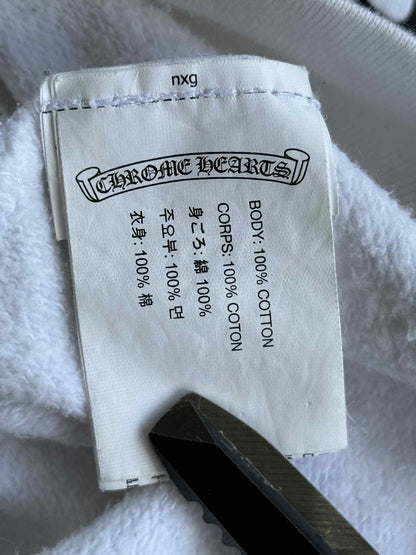 nxg
CHROME HEARTS
BODY: 100% COTTON
CORPS: 100% COTON
身ごろ: 綿 100%
주요부: 100% 면
衣身: 100% 棉